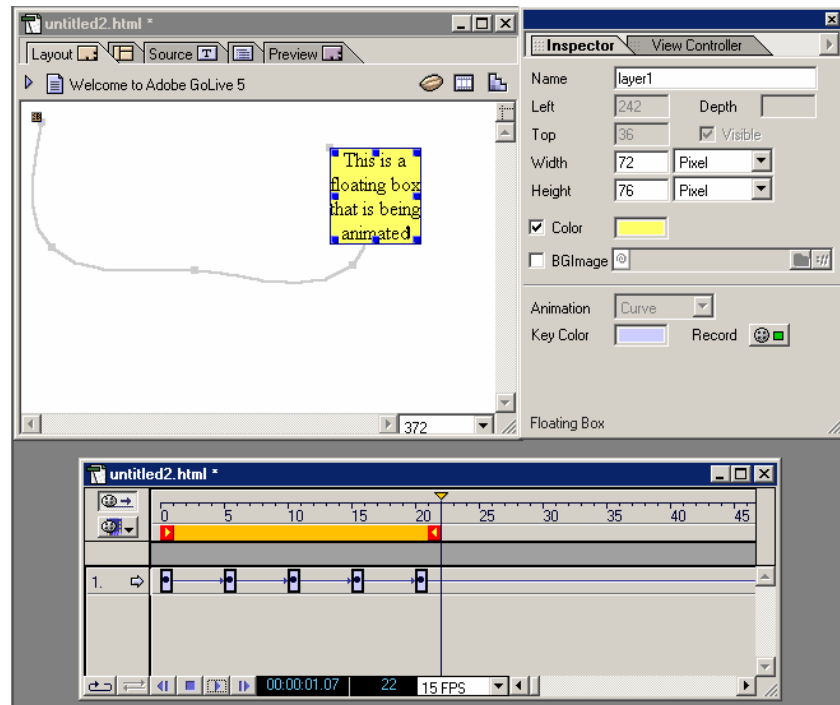 untitled2.html *
Layout Source T Preview
Welcome to Adobe GoLive 5
This is a
floating box
that is being
animated
372
Inspector View Controller
Name layer1
Left 242 Depth
Top 36 Visible
Width 72 Pixel
Height 76 Pixel
Color
BGImage
Animation Curve
Key Color Record
Floating Box
untitled2.html *
0 5 10 15 20 25 30 35 40 45
1.
00:00:01.07 22 15 FPS